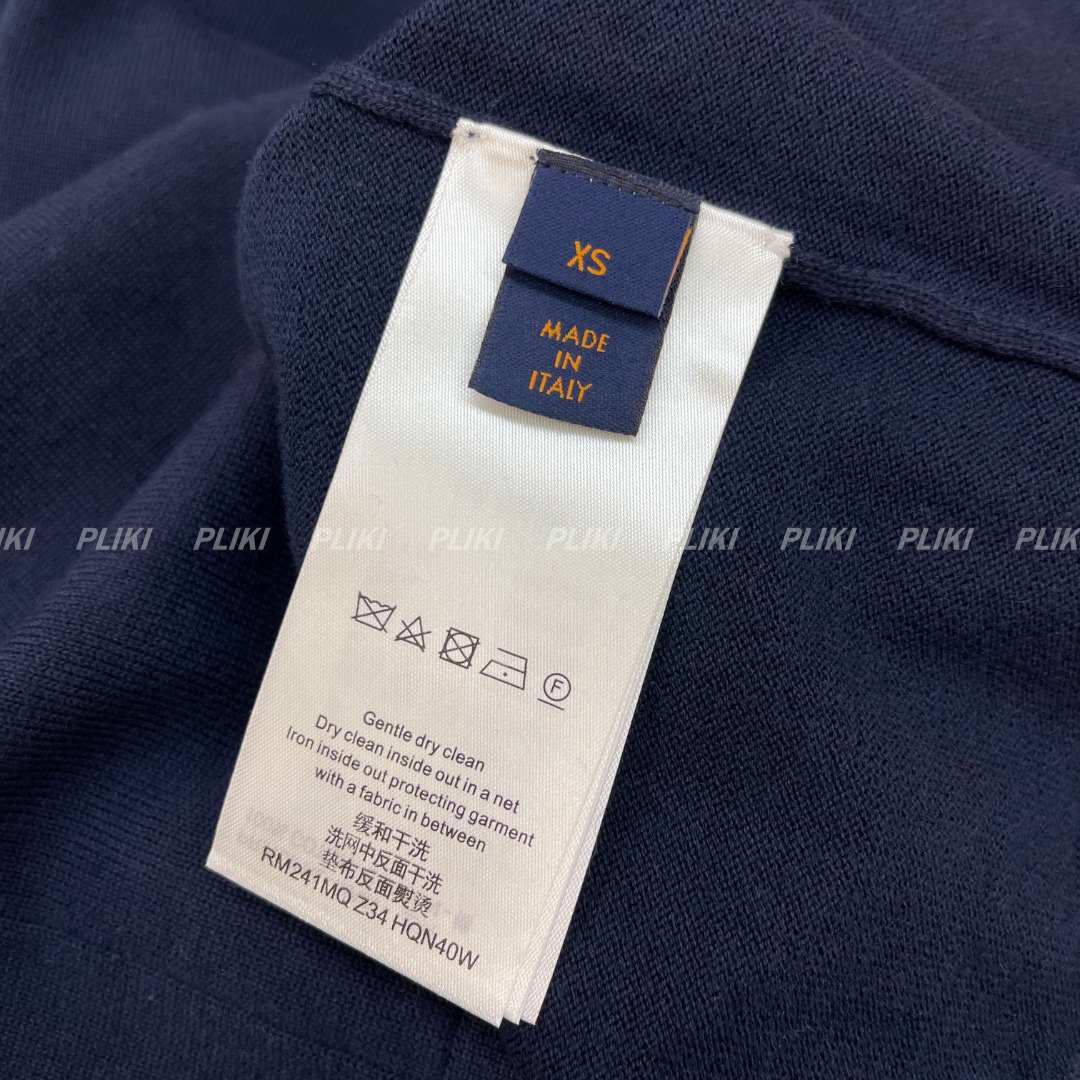 XS
MADE
IN
ITALY
PLIKI PLIKI PLIKI PLIKI PLIKI PLIKI PLIKI PLIKI
F
Gentle dry clean
Dry clean inside out in a net
Iron inside out protecting garment
with a fabric in between
缓和干洗
洗网中反面干洗
垫布反面熨烫
RM241MQ Z34 HQN40W